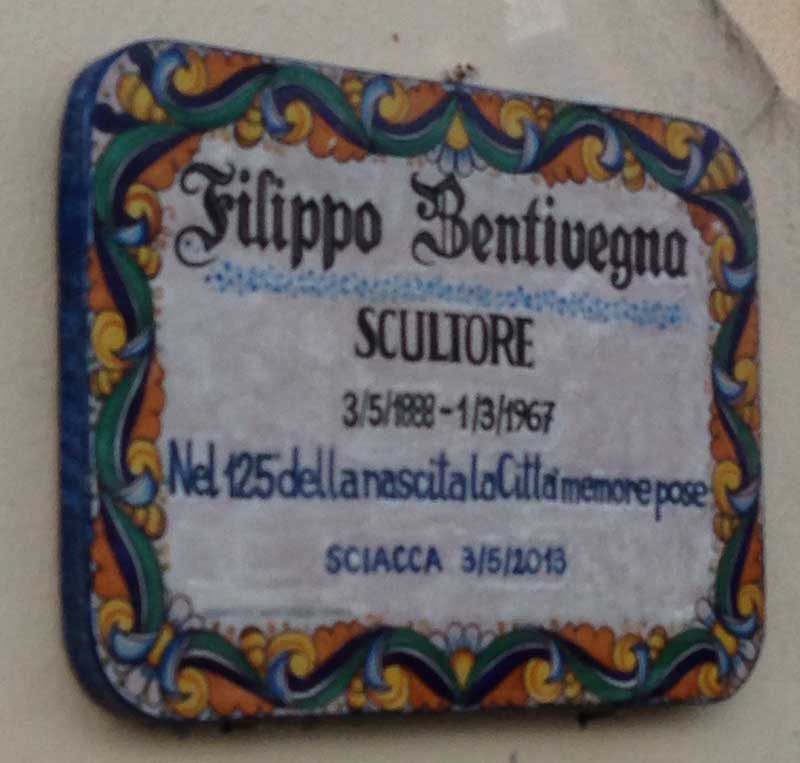 Filippo Bentivegna
SCULTORE
3/5/1888-1/3/1967
Nel 125 della nascita la Città memore pose
SCIACCA 3/5/2013